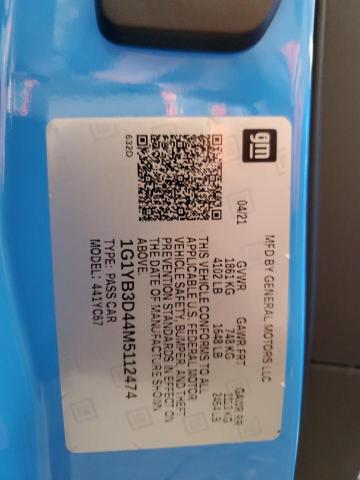 gm
MFD BY GENERAL MOTORS LLC
04/21
GVWR GAWR FRT GAWR RR
1861 KG 748 KG 1113 KG
4102 LB 1648 LB 2454 LB
632D
THIS VEHICLE CONFORMS TO ALL
APPLICABLE U.S. FEDERAL MOTOR
VEHICLE SAFETY, BUMPER, AND THEFT
PREVENTION STANDARDS IN EFFECT ON
THE DATE OF MANUFACTURE SHOWN
ABOVE.
1G1YB3D44M5112474
TYPE: PASS CAR
MODEL: 441YC67